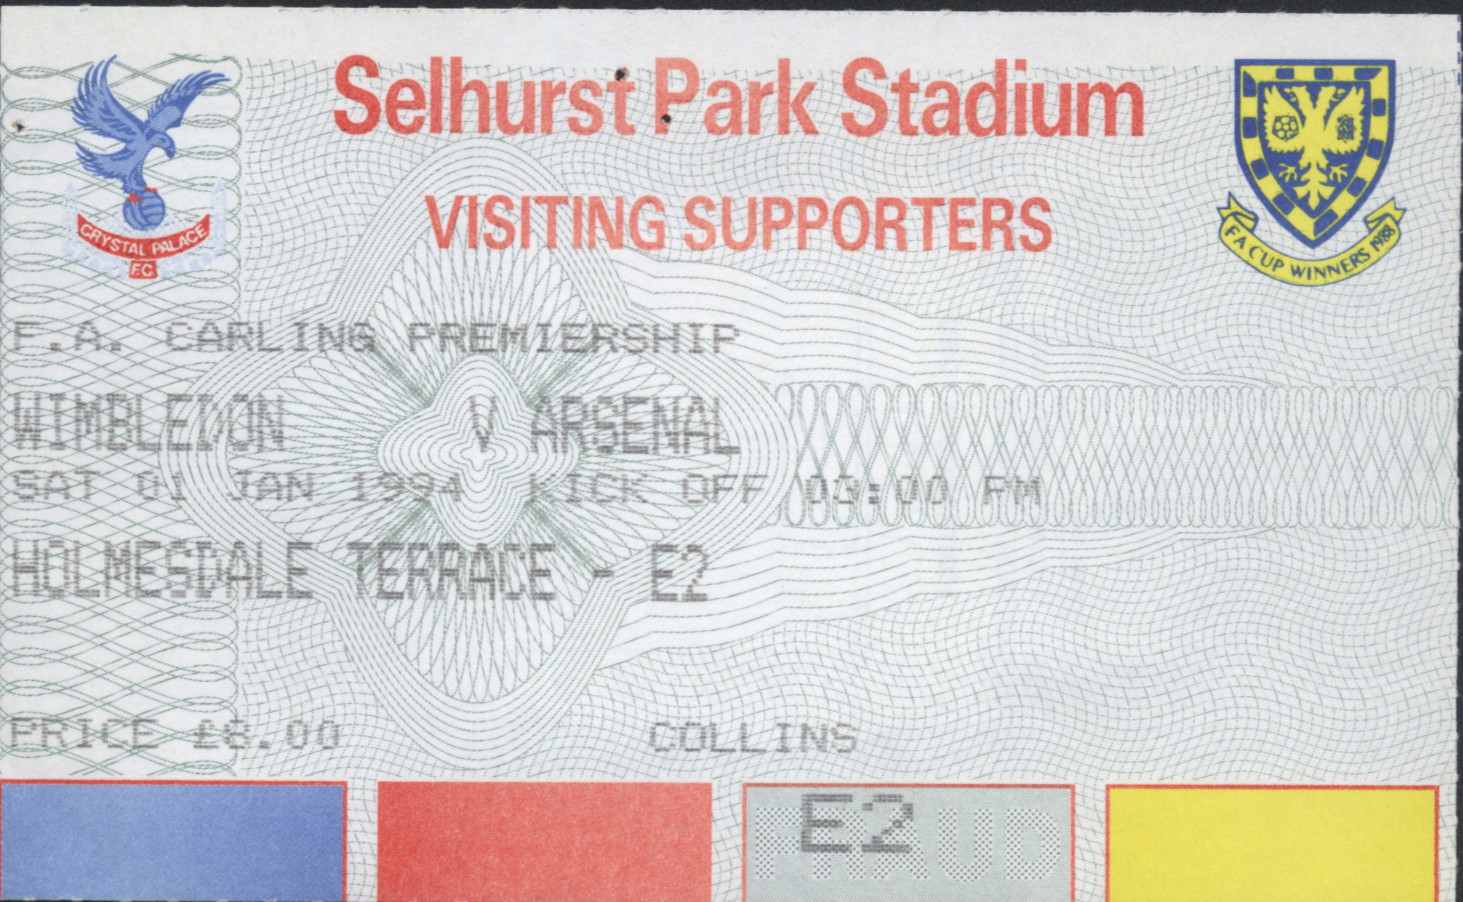 Selhurst Park Stadium
VISITING SUPPORTERS
CRYSTAL PALACE
F.C.
F.A. CUP WINNERS 1988
F.A. CARLING PREMIERSHIP
WIMBLEDON V ARSENAL
SAT 01 JAN 1994 KICK OFF 03:00 PM
HOLMESDALE TERRACE - E2
PRICE £8.00 COLLINS
E2
FRAUD